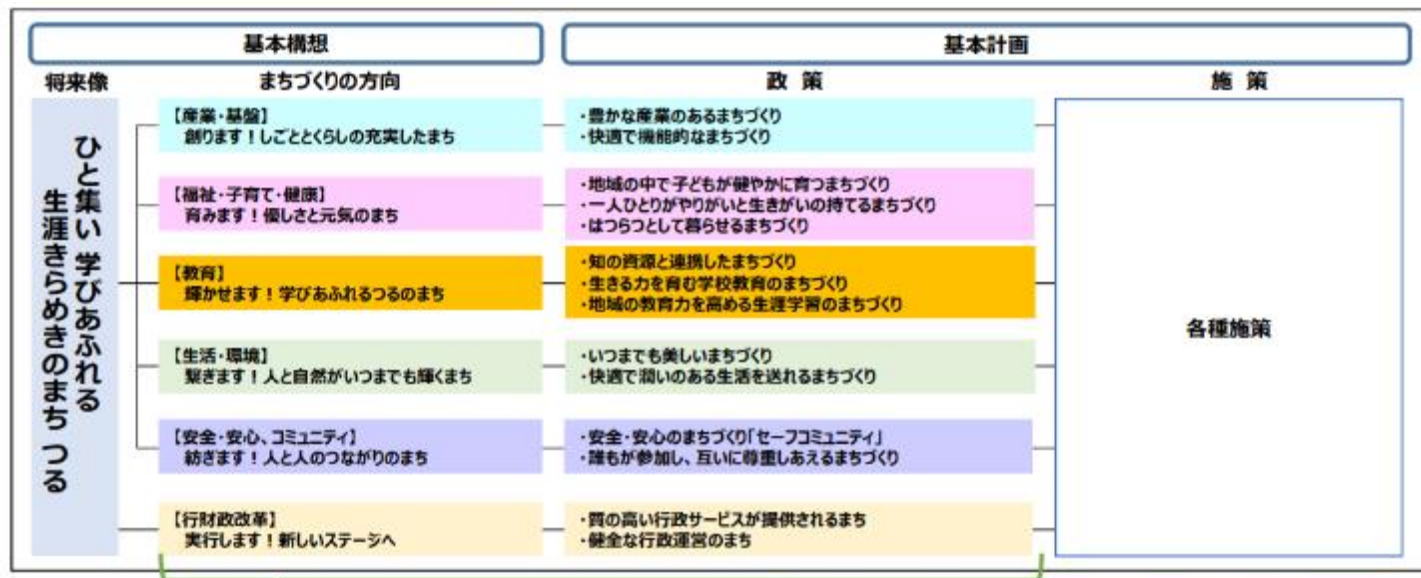 基本構想
基本計画
将来像
まちづくりの方向
政策
施策
ひと集い 学びあふれる
生涯きらめきのまち つる
【産業・基盤】
創ります！しごととくらしの充実したまち
・豊かな産業のあるまちづくり
・快適で機能的なまちづくり
【福祉・子育て・健康】
育みます！優しさと元気のまち
・地域の中で子どもが健やかに育つまちづくり
・一人ひとりがやりがいと生きがいの持てるまちづくり
・はつらつとして暮らせるまちづくり
【教育】
輝かせます！学びあふれるつるのまち
・知の資源と連携したまちづくり
・生きる力を育む学校教育のまちづくり
・地域の教育力を高める生涯学習のまちづくり
【生活・環境】
繋ぎます！人と自然がいつまでも輝くまち
・いつまでも美しいまちづくり
・快適で潤いのある生活を送れるまちづくり
【安全・安心、コミュニティ】
紡ぎます！人と人のつながりのまち
・安全・安心のまちづくり「セーフコミュニティ」
・誰もが参加し、互いに尊重しあえるまちづくり
【行財政改革】
実行します！新しいステージへ
・質の高い行政サービスが提供されるまち
・健全な行政運営のまち
各種施策